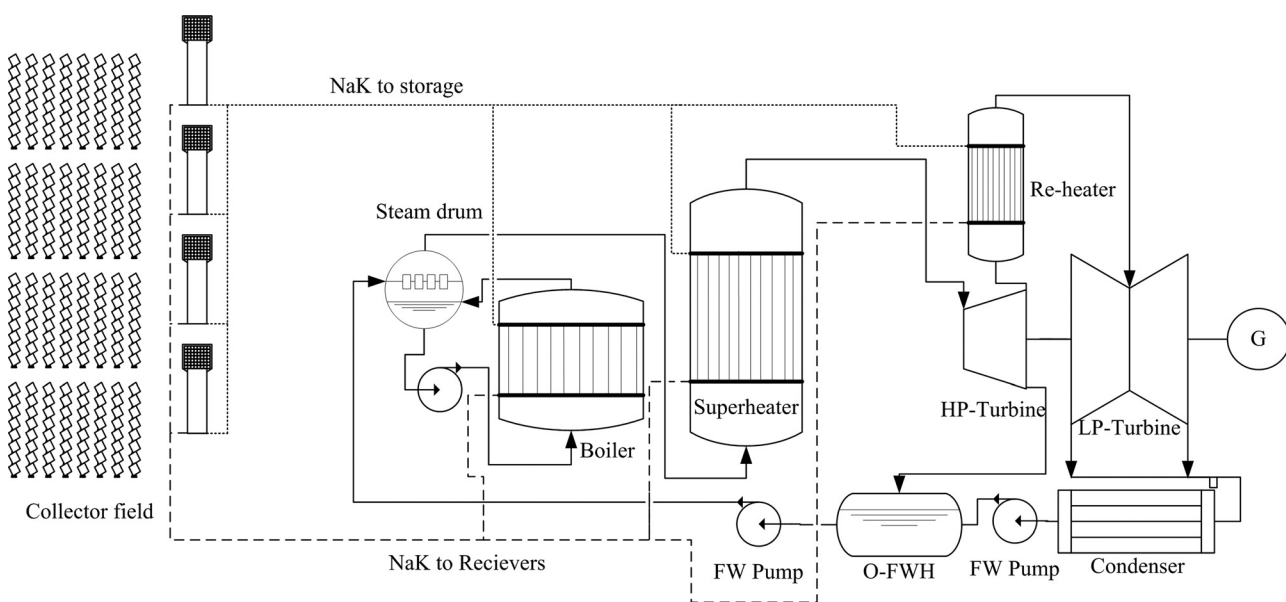 NaK to storage
Re-heater
Steam drum
G
Superheater
HP-Turbine
LP-Turbine
Boiler
Collector field
NaK to Recievers
FW Pump
O-FWH
FW Pump
Condenser